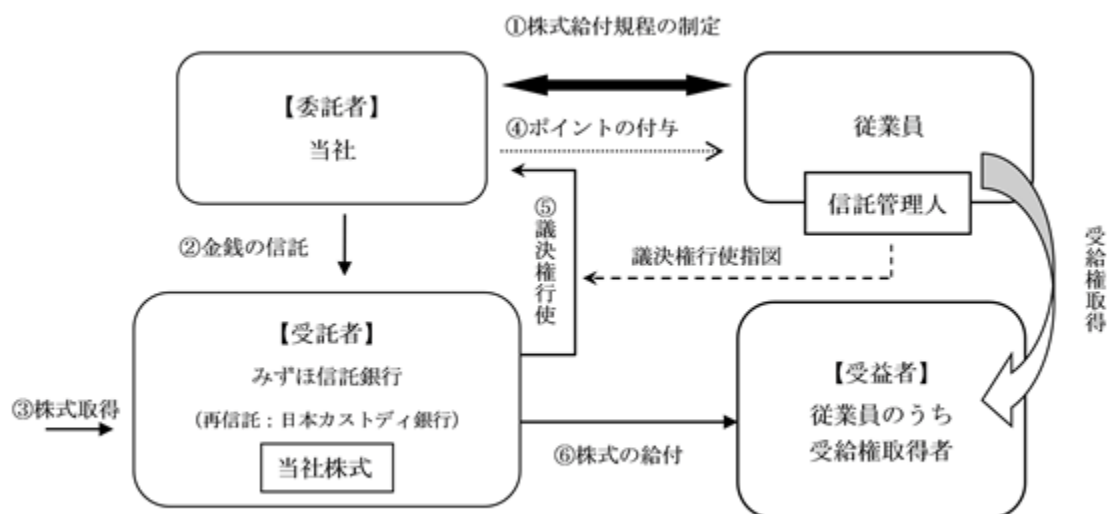 ①株式給付規程の制定
【委託者】
当社
④ポイントの付与
従業員
信託管理人
②金銭の信託
⑤議決権行使
議決権行使指図
受給権取得
【受託者】
みずほ信託銀行
(再信託：日本カストディ銀行)
当社株式
③株式取得
⑥株式の給付
【受益者】
従業員のうち
受給権取得者